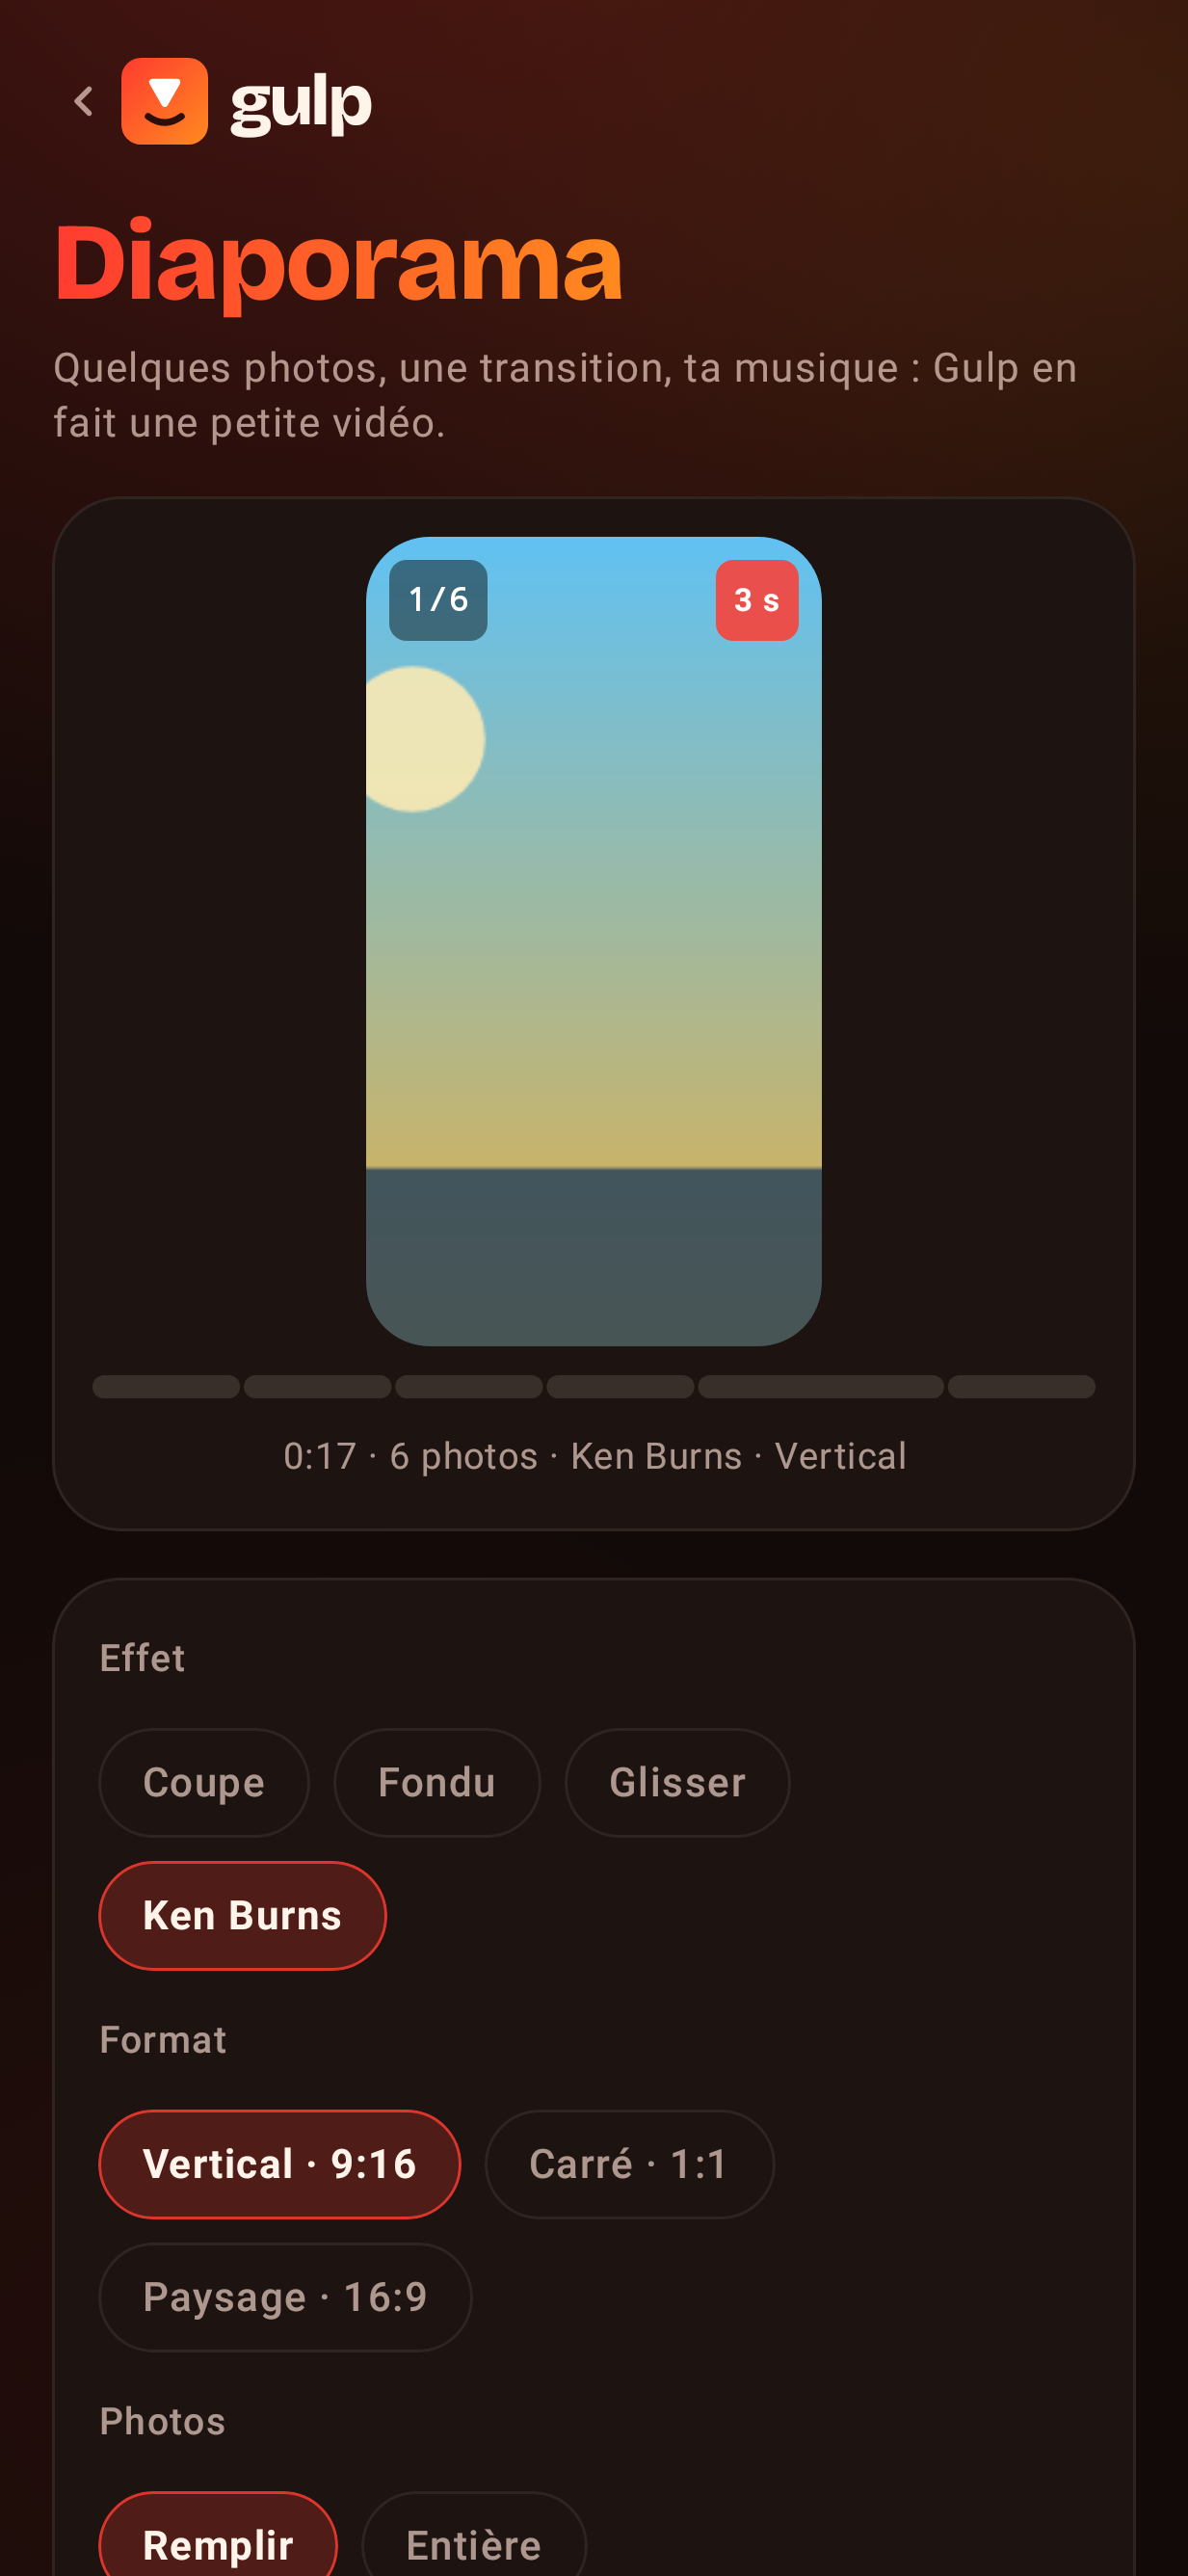 gulp
Diaporama
Quelques photos, une transition, ta musique : Gulp en
fait une petite vidéo.
1/6
3 s
0:17 · 6 photos · Ken Burns · Vertical
Effet
Coupe
Fondu
Glisser
Ken Burns
Format
Vertical · 9:16
Carré · 1:1
Paysage · 16:9
Photos
Remplir
Entière